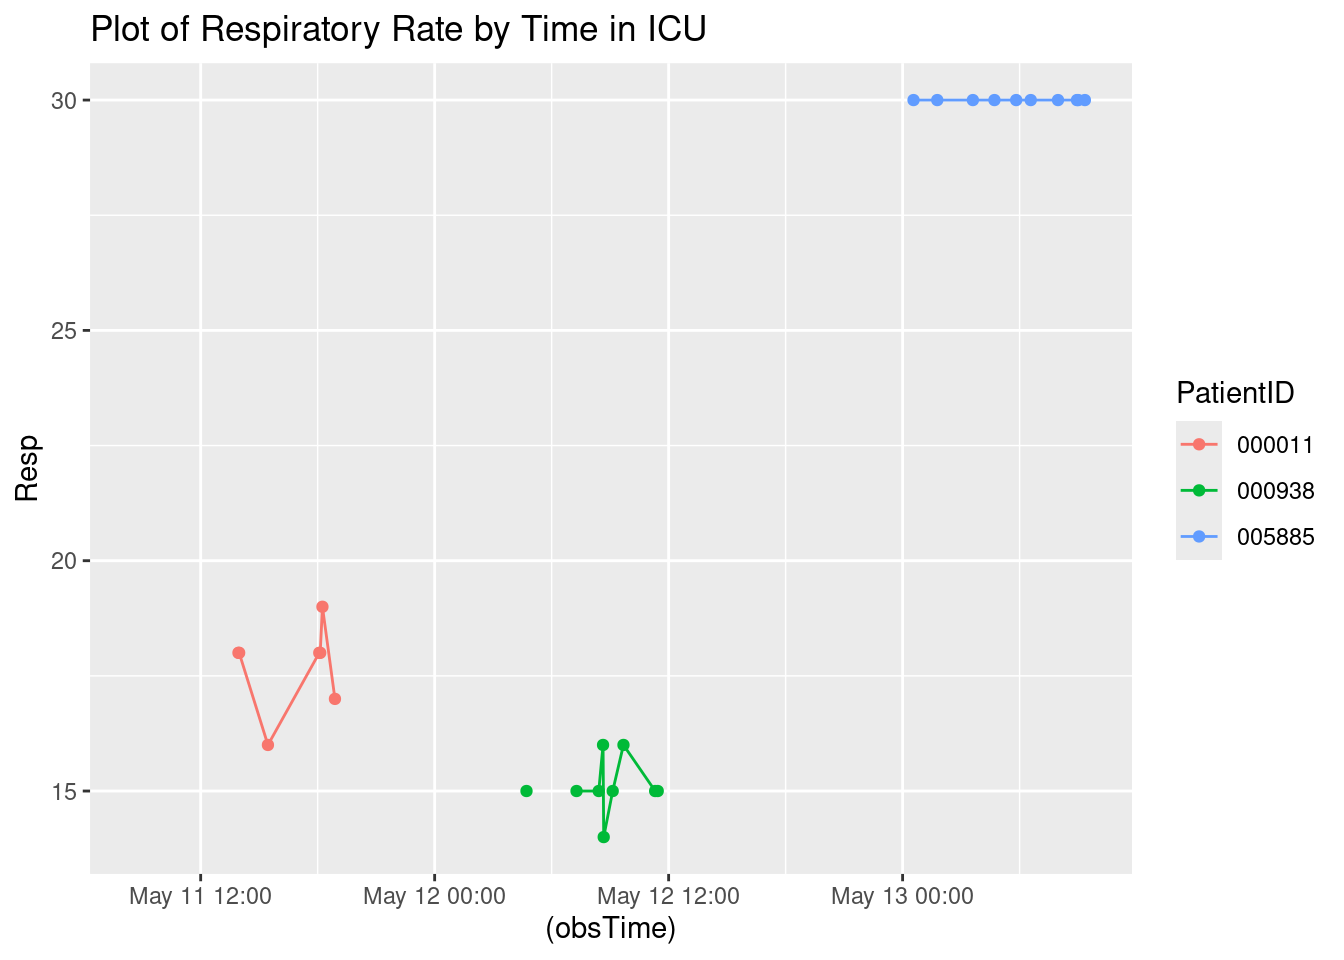 Plot of Respiratory Rate by Time in ICU
30
25
20
15
Resp
May 11 12:00
May 12 00:00
May 12 12:00
May 13 00:00
(obsTime)
PatientID
000011
000938
005885